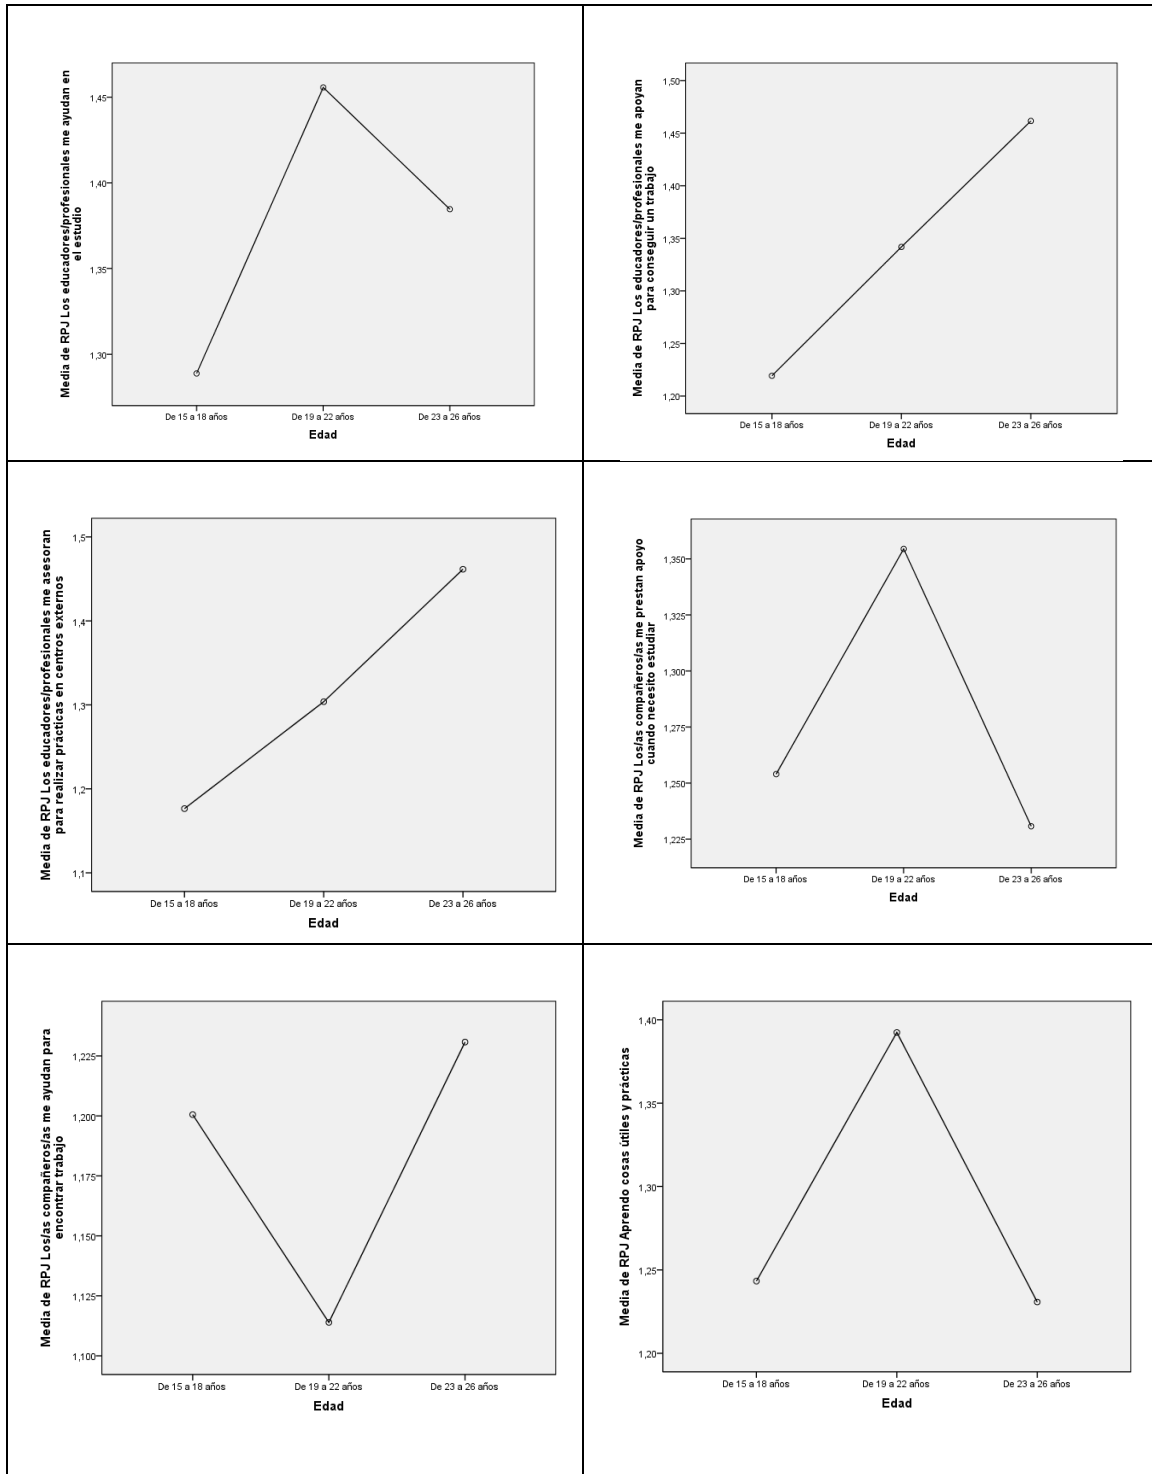 Media de RPJ Los educadores/profesionales me ayudan en
el estudio
1,45
1,40
1,35
1,30
De 15 a 18 años
De 19 a 22 años
De 23 a 26 años
Edad
Media de RPJ Los educadores/profesionales me apoyan
para conseguir un trabajo
1,50
1,45
1,40
1,35
1,30
1,25
1,20
De 15 a 18 años
De 19 a 22 años
De 23 a 26 años
Edad
Media de RPJ Los educadores/profesionales me asesoran
para realizar prácticas en centros externos
1,5
1,4
1,3
1,2
1,1
De 15 a 18 años
De 19 a 22 años
De 23 a 26 años
Edad
Media de RPJ Los/as compañeros/as me prestan apoyo
cuando necesito estudiar
1,350
1,325
1,300
1,275
1,250
1,225
De 15 a 18 años
De 19 a 22 años
De 23 a 26 años
Edad
Media de RPJ Los/as compañeros/as me ayudan para
encontrar trabajo
1,225
1,200
1,175
1,150
1,125
1,100
De 15 a 18 años
De 19 a 22 años
De 23 a 26 años
Edad
Media de RPJ Aprendo cosas útiles y prácticas
1,40
1,35
1,30
1,25
1,20
De 15 a 18 años
De 19 a 22 años
De 23 a 26 años
Edad